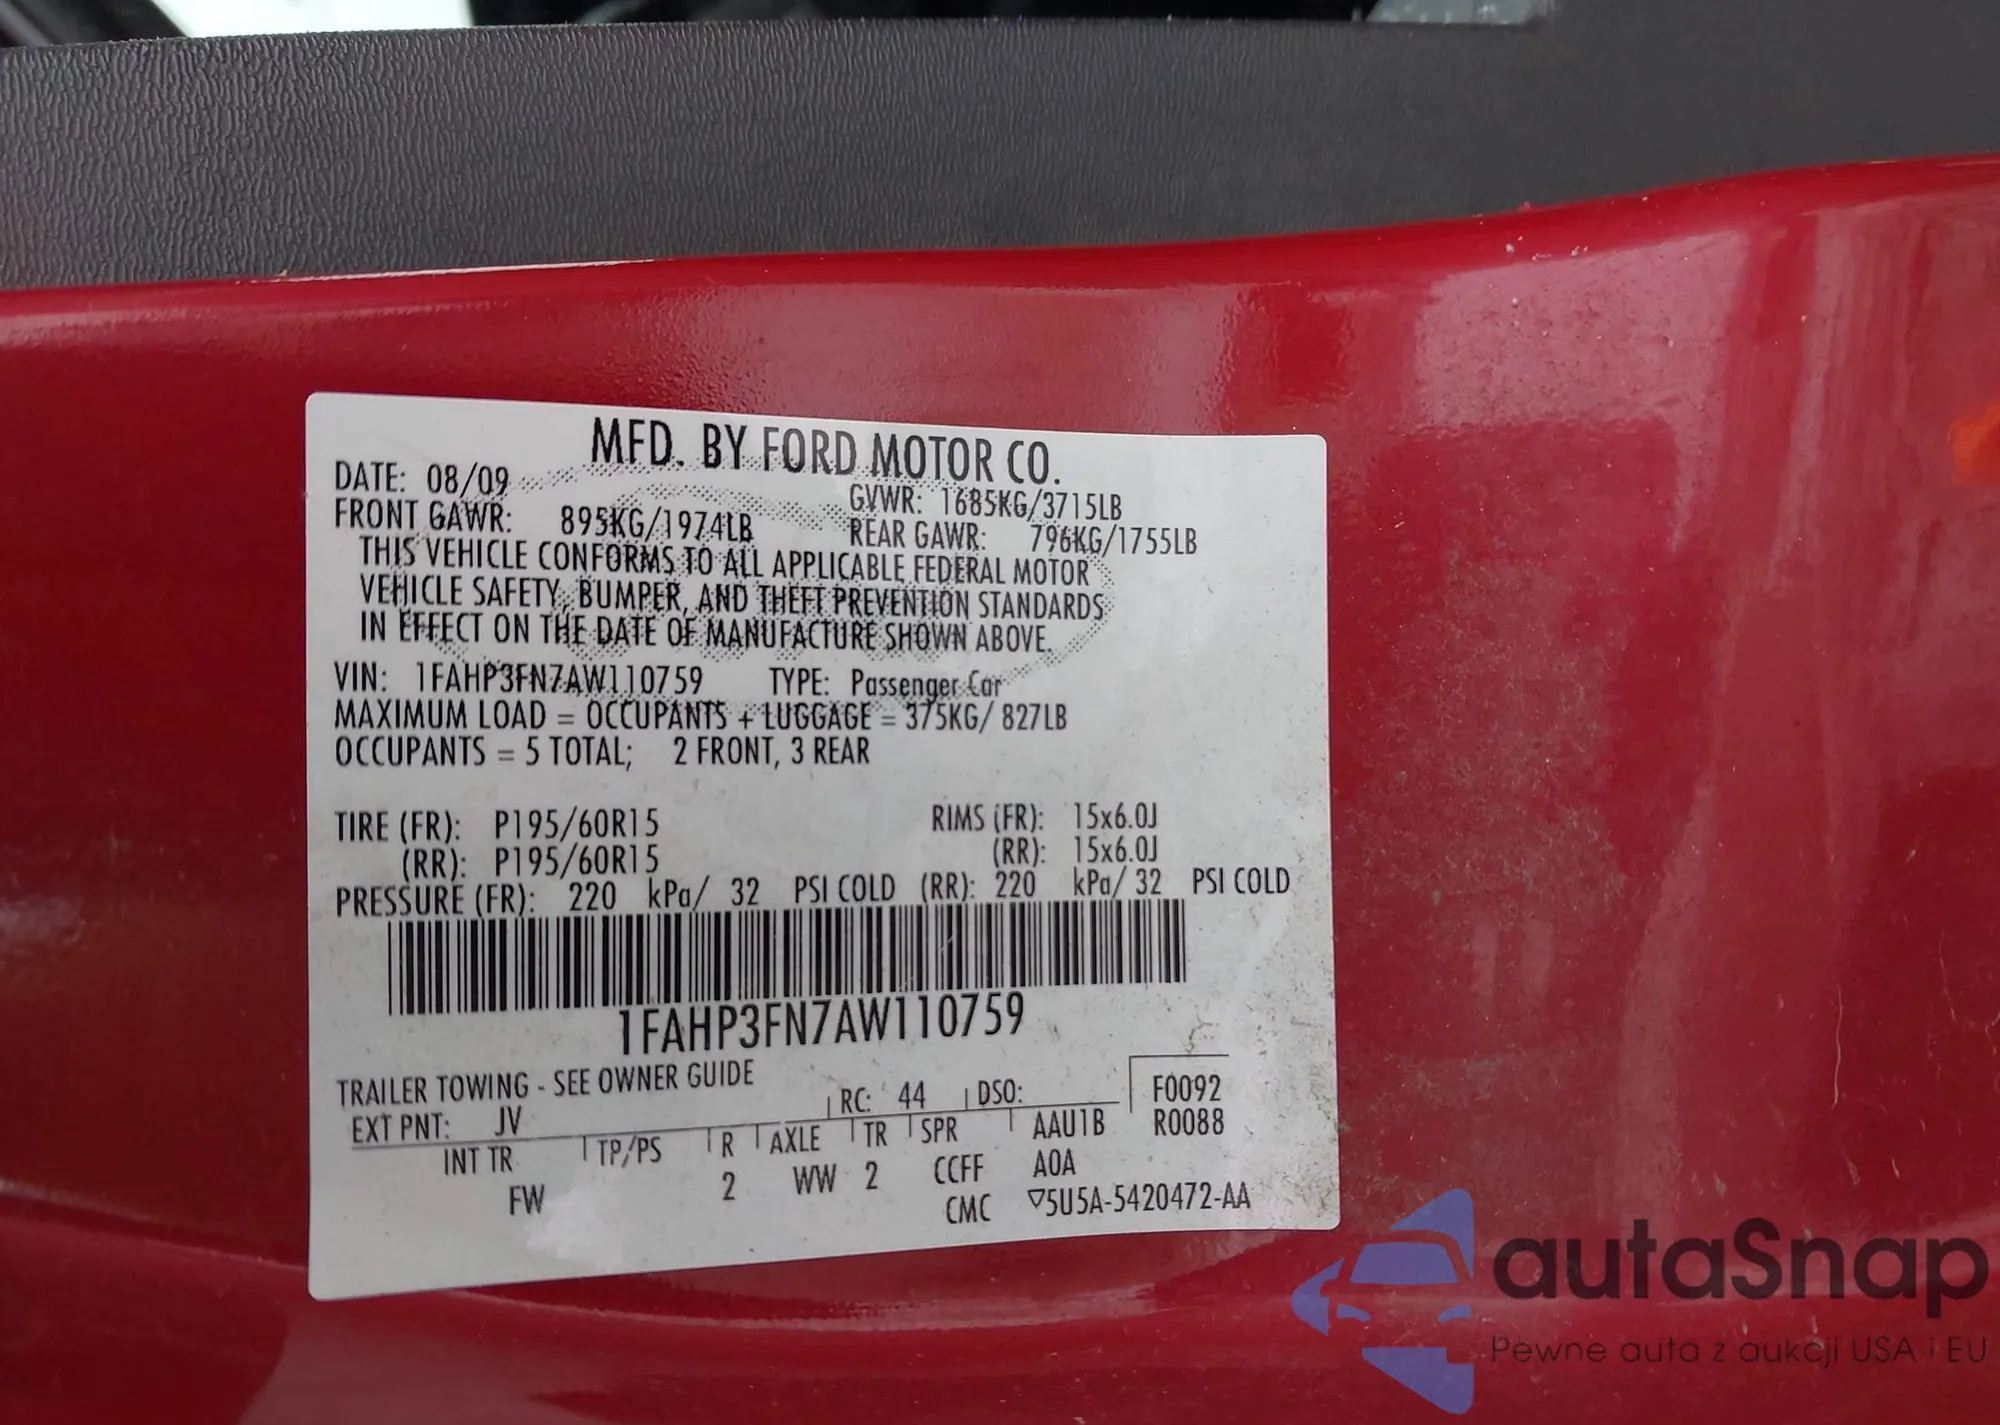 MFD. BY FORD MOTOR CO.
DATE: 08/09 GVWR: 1685KG/3715LB
FRONT GAWR: 895KG/1974LB REAR GAWR: 796KG/1755LB
THIS VEHICLE CONFORMS TO ALL APPLICABLE FEDERAL MOTOR
VEHICLE SAFETY, BUMPER, AND THEFT PREVENTION STANDARDS
IN EFFECT ON THE DATE OF MANUFACTURE SHOWN ABOVE.
VIN: 1FAHP3FN7AW110759 TYPE: Passenger Car
MAXIMUM LOAD = OCCUPANTS + LUGGAGE = 375KG/ 827LB
OCCUPANTS = 5 TOTAL; 2 FRONT, 3 REAR
TIRE (FR): P195/60R15 RIMS (FR): 15x6.0J
(RR): P195/60R15 (RR): 15x6.0J
PRESSURE (FR): 220 kPa/ 32 PSI COLD (RR): 220 kPa/ 32 PSI COLD
1FAHP3FN7AW110759
TRAILER TOWING - SEE OWNER GUIDE
EXT PNT: JV RC: 44 DSO: F0092
INT TR TP/PS R AXLE TR SPR AAU1B R0088
FW 2 WW 2 CCFF A0A
CMC ▽5U5A-5420472-AA
autaSnap
Pewne auta z aukcji USA i EU